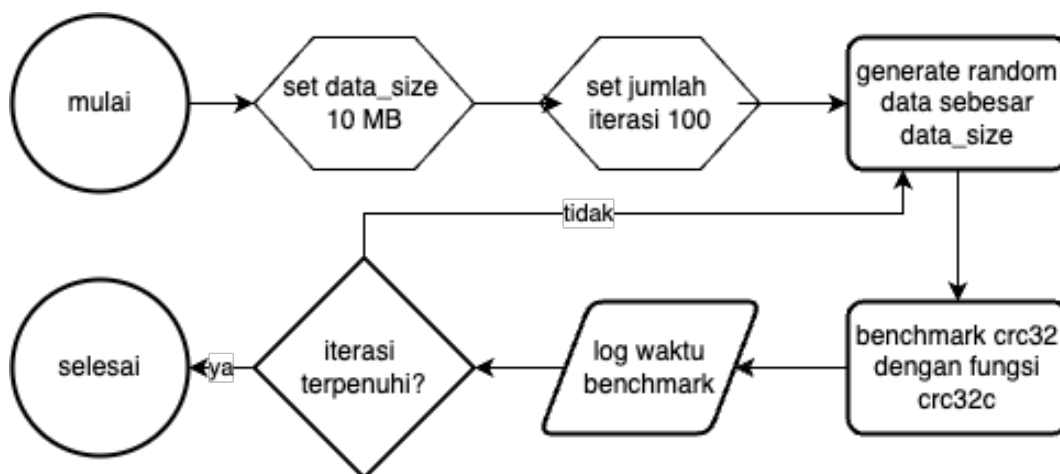 mulai
set data_size
10 MB
set jumlah
iterasi 100
generate random
data sebesar
data_size
tidak
benchmark crc32
dengan fungsi
crc32c
log waktu
benchmark
iterasi
terpenuhi?
ya
selesai